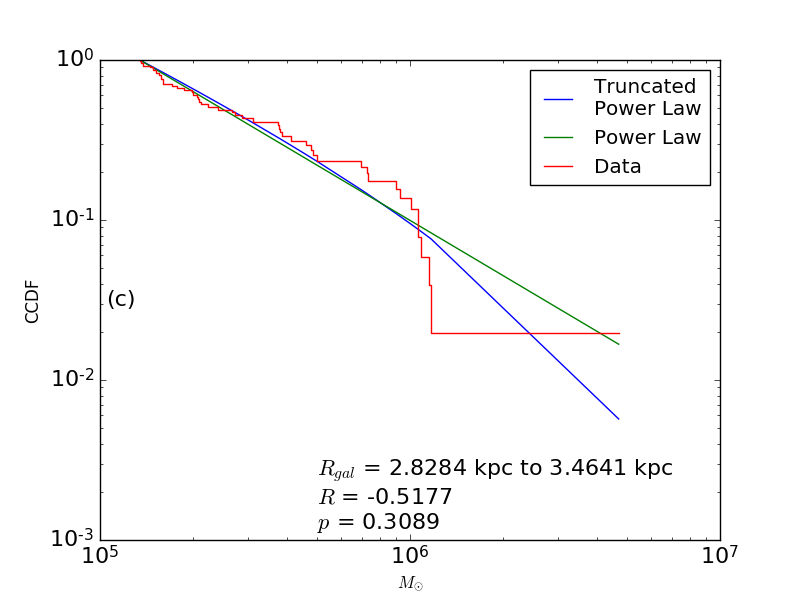 10^0
10^-1
10^-2
10^-3
10^5
10^6
10^7
CCDF
M_⊙
(c)
Truncated
Power Law
Power Law
Data
R_gal = 2.8284 kpc to 3.4641 kpc
R = -0.5177
p = 0.3089